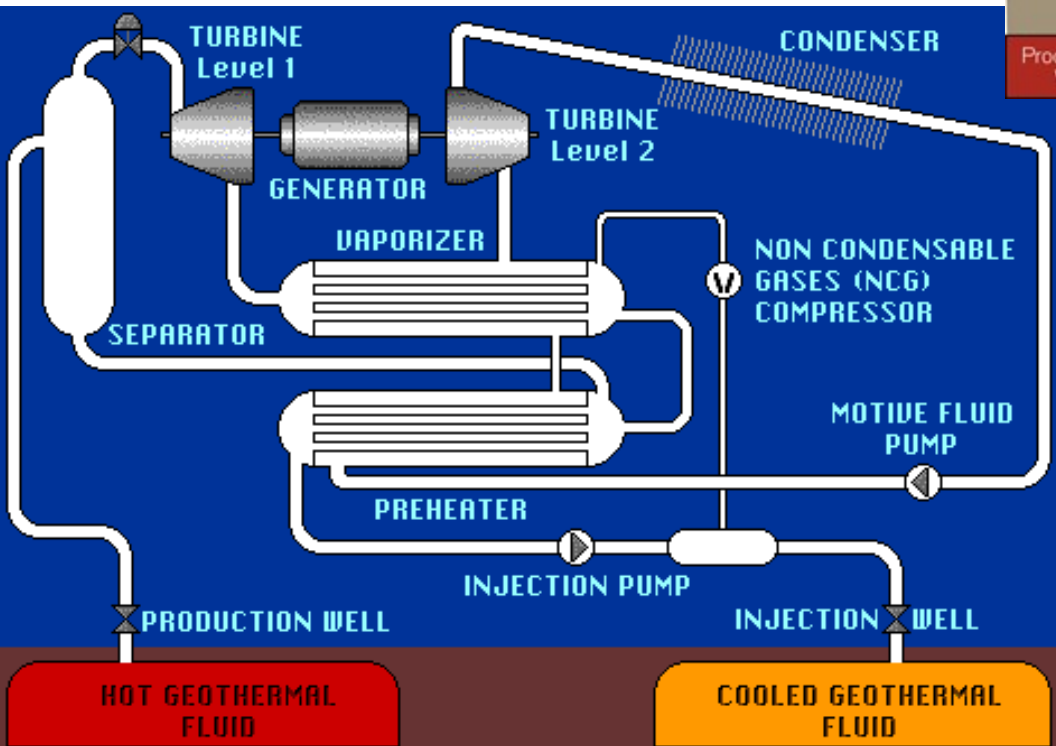 TURBINE
Level 1
CONDENSER
TURBINE
Level 2
GENERATOR
VAPORIZER
NON CONDENSABLE
GASES (NCG)
COMPRESSOR
SEPARATOR
MOTIVE FLUID
PUMP
PREHEATER
INJECTION PUMP
PRODUCTION WELL
INJECTION WELL
HOT GEOTHERMAL
FLUID
COOLED GEOTHERMAL
FLUID